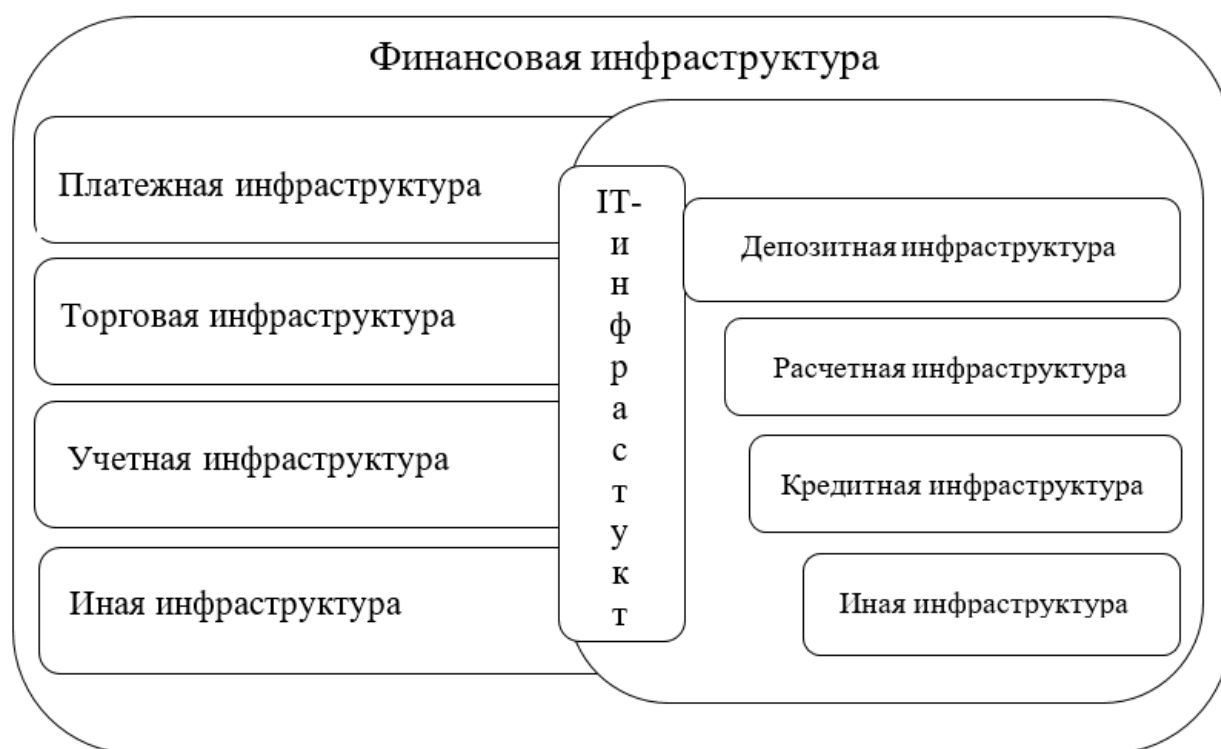 Финансовая инфраструктура
Платежная инфраструктура
Торговая инфраструктура
Учетная инфраструктура
Иная инфраструктура
IT-
и
н
ф
р
а
с
т
у
к
т
Депозитная инфраструктура
Расчетная инфраструктура
Кредитная инфраструктура
Иная инфраструктура